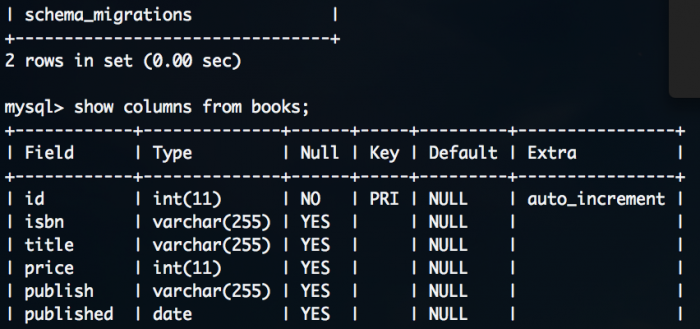 | schema_migrations              |
+--------------------------------+
2 rows in set (0.00 sec)
mysql> show columns from books;
+-----------+--------------+------+-----+---------+----------------+
| Field     | Type         | Null | Key | Default | Extra          |
+-----------+--------------+------+-----+---------+----------------+
| id        | int(11)      | NO   | PRI | NULL    | auto_increment |
| isbn      | varchar(255) | YES  |     | NULL    |                |
| title     | varchar(255) | YES  |     | NULL    |                |
| price     | int(11)      | YES  |     | NULL    |                |
| publish   | varchar(255) | YES  |     | NULL    |                |
| published | date         | YES  |     | NULL    |                |